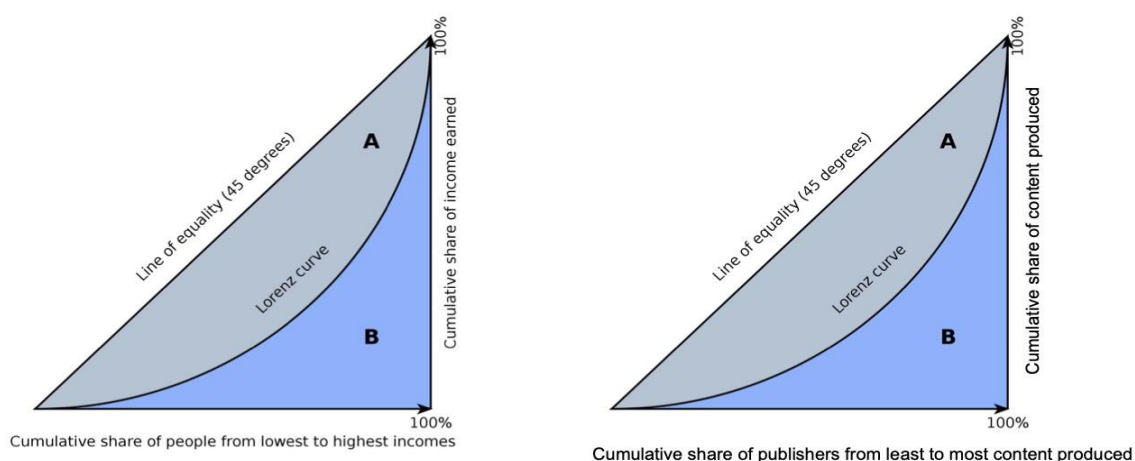 100%
Line of equality (45 degrees)
A
Cumulative share of income earned
Lorenz curve
B
100%
Cumulative share of people from lowest to highest incomes
100%
Line of equality (45 degrees)
A
Cumulative share of content produced
Lorenz curve
B
100%
Cumulative share of publishers from least to most content produced